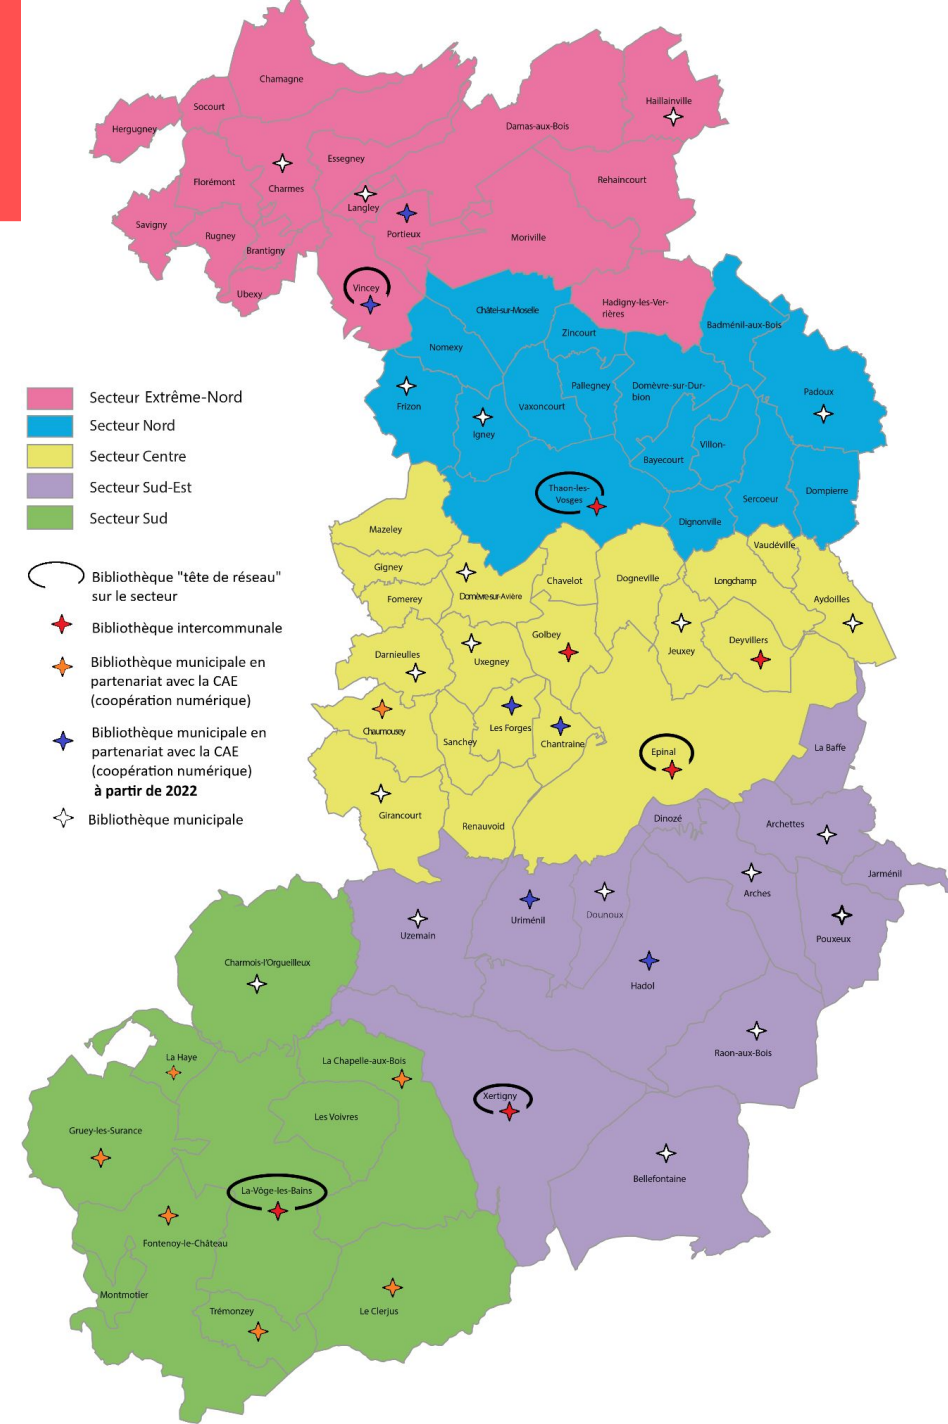 Chamagne
Socourt
Hergugney
Haillainville
Damas-aux-Bois
Essegney
Charmes
Florémont
Rehaincourt
Langley
Savigny
Rugney
Portieux
Moriville
Brantigny
Ubexy
Vincey
Hadigny-les-Ver-
rières
Châtel-sur-Moselle
Badménil-aux-Bois
Zincourt
Nomexy
Pallegney
Domèvre-sur-Dur-
bion
Padoux
Frizon
Vaxoncourt
Igney
Villon-
Bayecourt
Thaon-les-
Vosges
Sercoeur
Dompierre
Dignonville
Secteur Extrême-Nord
Secteur Nord
Secteur Centre
Secteur Sud-Est
Secteur Sud
Bibliothèque "tête de réseau"
sur le secteur
Bibliothèque intercommunale
Bibliothèque municipale en
partenariat avec la CAE
(coopération numérique)
Bibliothèque municipale en
partenariat avec la CAE
(coopération numérique)
à partir de 2022
Bibliothèque municipale
Mazeley
Vaudéville
Gigney
Chavelot
Dogneville
Longchamp
Fomerey
Domèvre-sur-Avière
Aydoilles
Golbey
Deyvillers
Jeuxey
Darnieulles
Uxegney
Chaumousey
Les Forges
Sanchey
Chantraine
Epinal
La Baffe
Girancourt
Renauvoid
Dinozé
Archettes
Jarménil
Arches
Uzemain
Uriménil
Dounoux
Pouxeux
Charmois-l'Orgueilleux
Hadol
Raon-aux-Bois
La Haye
La Chapelle-aux-Bois
Xertigny
Les Voivres
Gruey-les-Surance
Bellefontaine
La-Vôge-les-Bains
Fontenoy-le-Château
Montmotier
Trémonzey
Le Clerjus